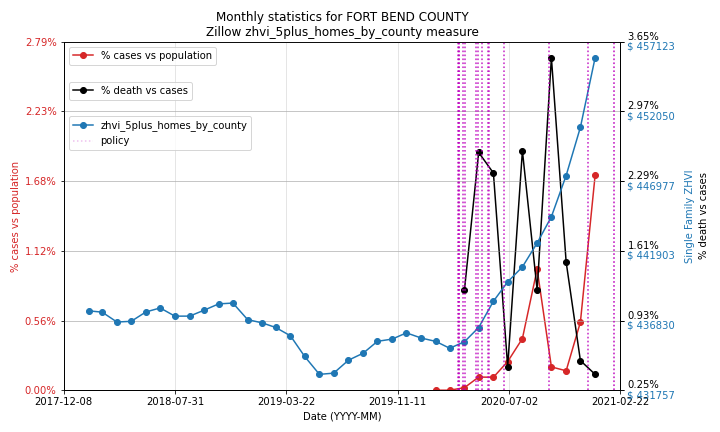 Monthly statistics for FORT BEND COUNTY
Zillow zhvi_5plus_homes_by_county measure
2.79%
2.23%
1.68%
1.12%
0.56%
0.00%
% cases vs population
% cases vs population
% death vs cases
zhvi_5plus_homes_by_county
policy
3.65%
$ 457123
2.97%
$ 452050
2.29%
$ 446977
1.61%
$ 441903
0.93%
$ 436830
0.25%
$ 431757
Single Family ZHVI
% death vs cases
2017-12-08
2018-07-31
2019-03-22
2019-11-11
2020-07-02
2021-02-22
Date (YYYY-MM)